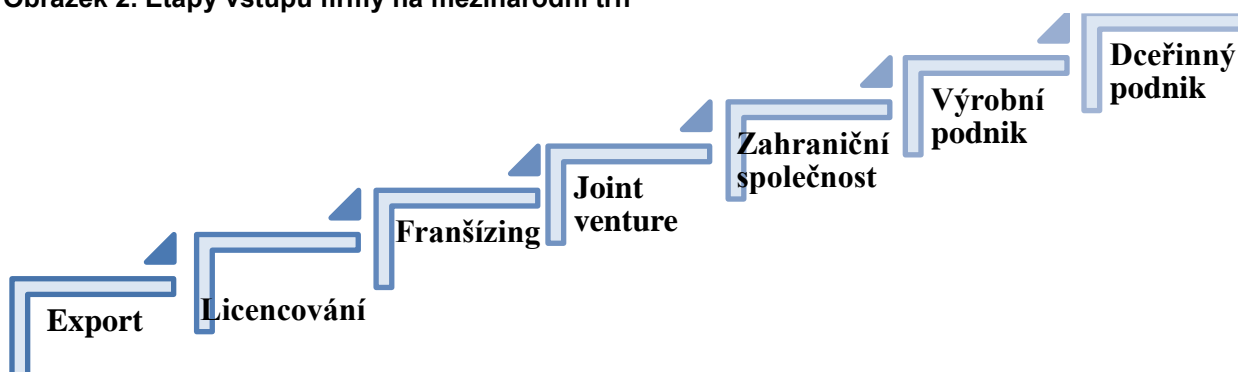 Obrázek 2: Etapy vstupu firmy na mezinárodní trh
Export
Licencování
Franšízing
Joint
venture
Zahraniční
společnost
Výrobní
podnik
Dceřinný
podnik